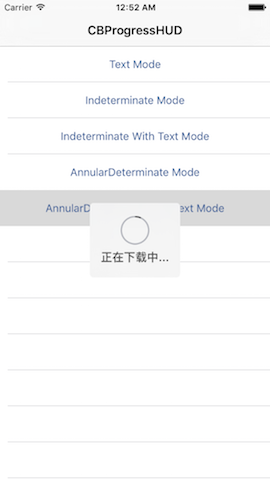 Carrier 12:52 AM
CBProgressHUD
Text Mode
Indeterminate Mode
Indeterminate With Text Mode
AnnularDeterminate Mode
AnnularD ext Mode
正在下载中...